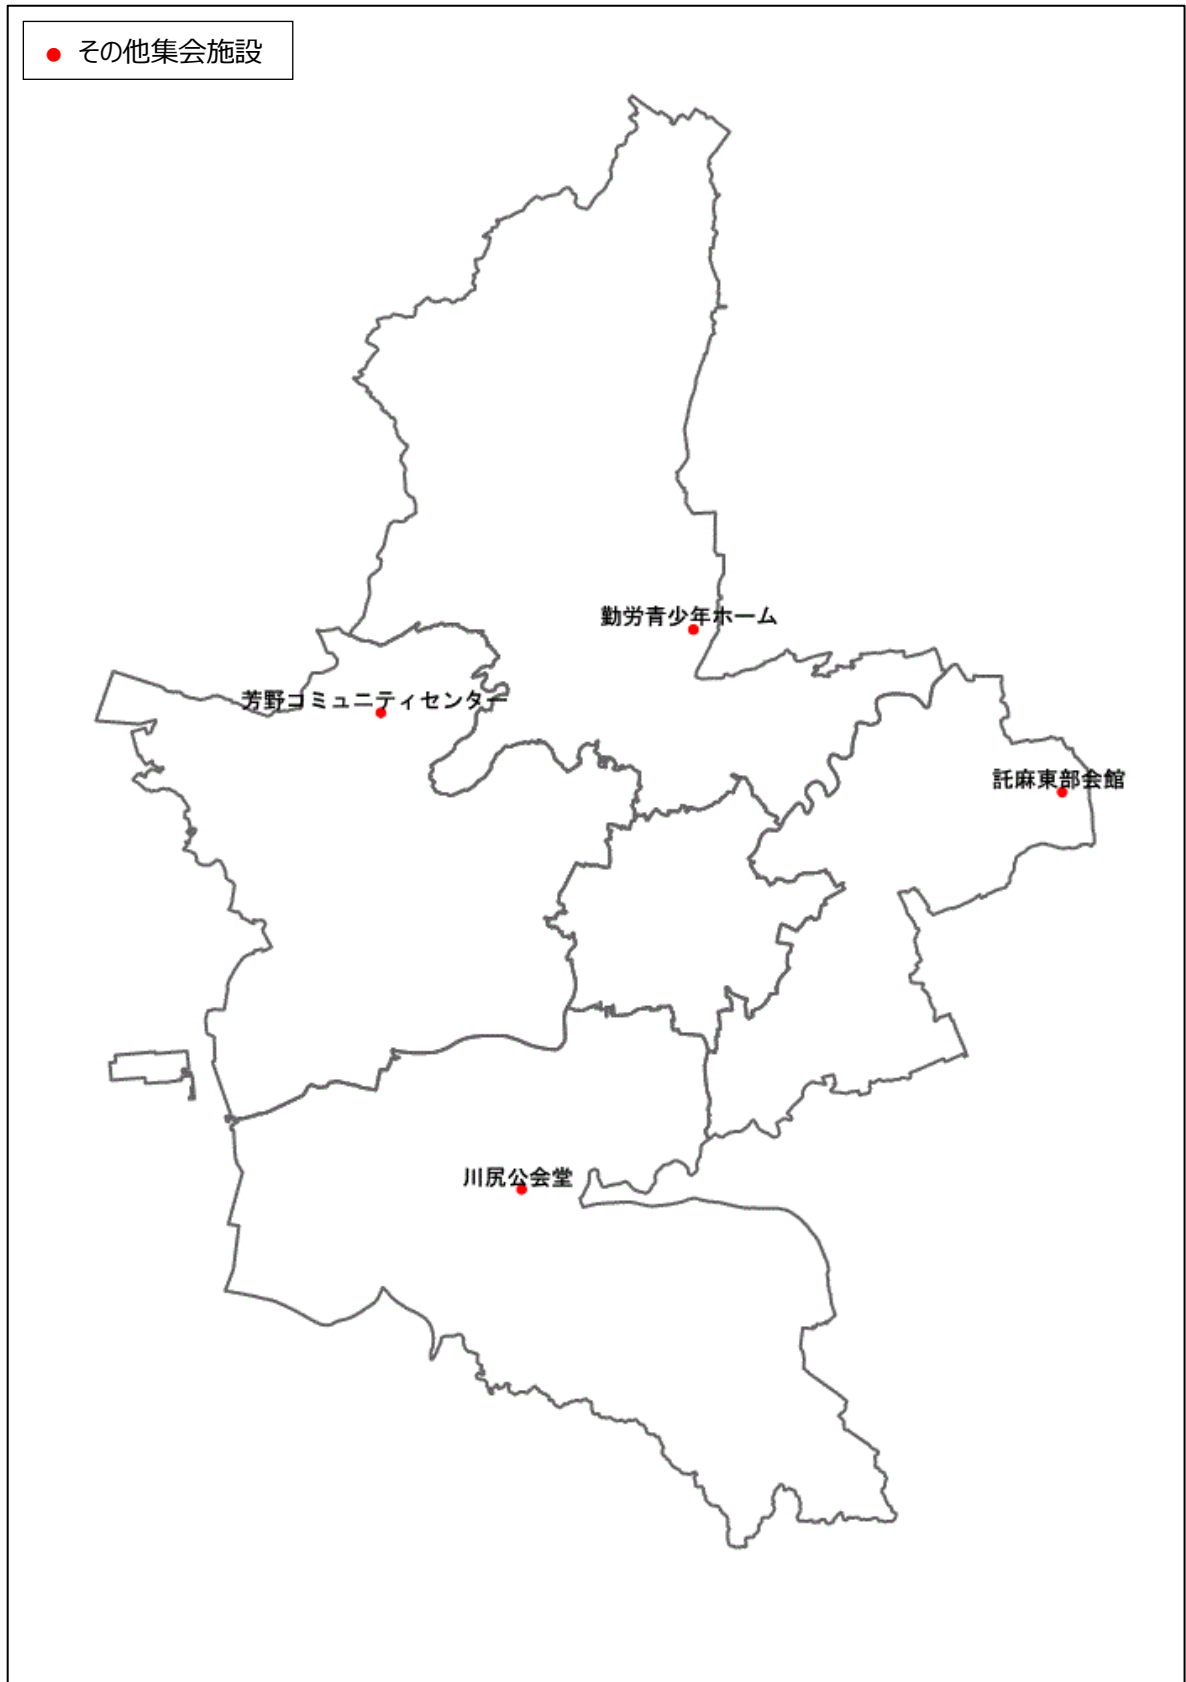 その他集会施設
勤労青少年ホーム
芳野コミュニティセンター
託麻東部会館
川尻公会堂